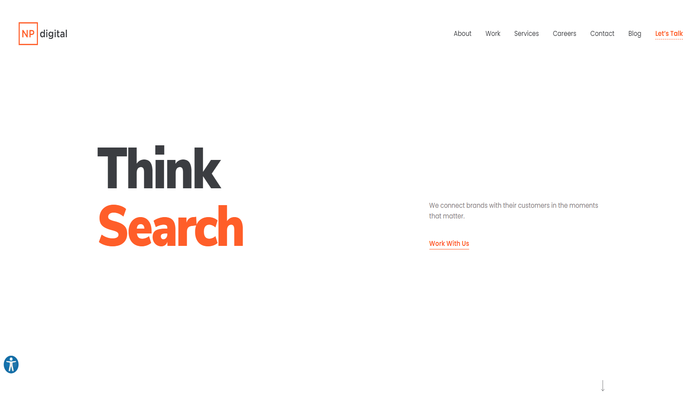 NP digital
About Work Services Careers Contact Blog Let's Talk
Think
Search
We connect brands with their customers in the moments
that matter.
Work With Us